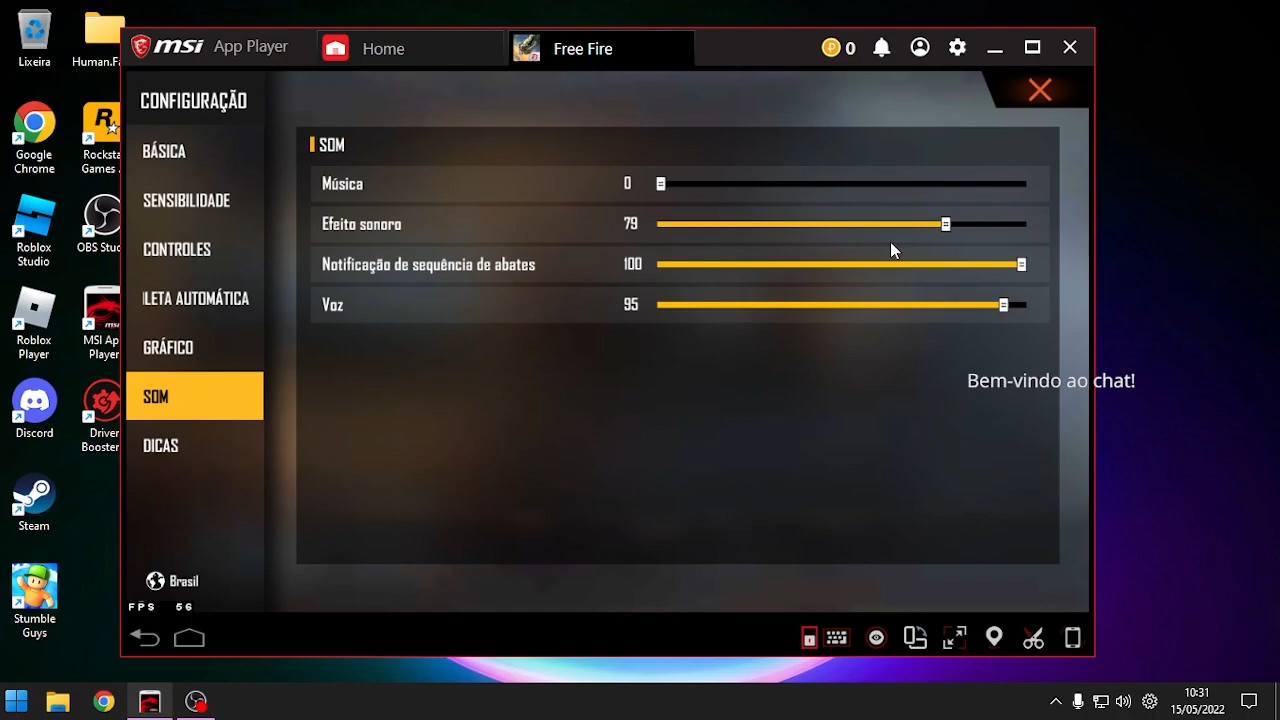 Lixeira
Human.Fa
Google
Chrome
Rocksta
Games
Roblox
Studio
OBS Stud
Roblox
Player
MSI Ap
Player
Discord
Driver
Booster
Steam
Stumble
Guys
msi App Player
Home
Free Fire
0
CONFIGURAÇÃO
BÁSICA
SENSIBILIDADE
CONTROLES
LETA AUTOMÁTICA
GRÁFICO
SOM
DICAS
Brasil
FPS 56
SOM
Música 0
Efeito sonoro 79
Notificação de sequência de abates 100
Voz 95
Bem-vindo ao chat!
10:31
15/05/2022